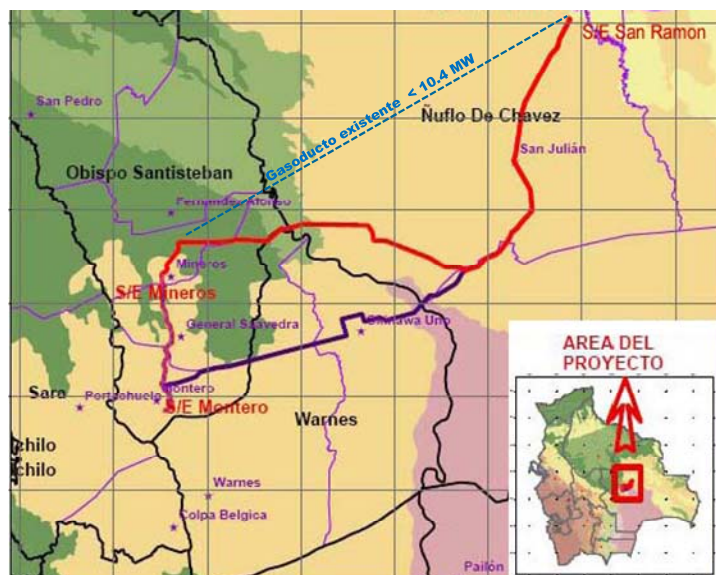 S/E San Ramon
Gasoducto existente < 10.4 MW
San Pedro
Ñuflo De Chavez
San Julián
Obispo Santisteban
Fernández Alonso
Mineros
S/E Mineros
General Saavedra
Okinawa Uno
AREA DEL
PROYECTO
Sara
Portachuelo
Montero
S/E Montero
Warnes
chilo
chilo
Warnes
Colpa Belgica
Pailón